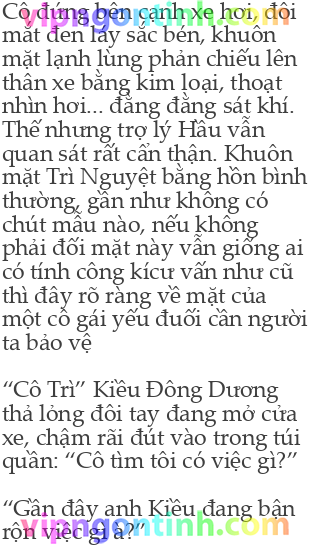 Cô đứng bên cạnh xe hơi, đôi
mắt đen láy sắc bén, khuôn
mặt lạnh lùng phản chiếu lên
thân xe bằng kim loại, thoạt
nhìn hơi... đằng đằng sát khí.
Thế nhưng trợ lý Hầu vẫn
quan sát rất cẩn thận. Khuôn
mặt Trì Nguyệt bằng hồn bình
thường, gần như không có
chút mẫu nào, nếu không
phải đối mặt này vẫn giống ai
có tính công kícư vấn như cũ
thì đây rõ ràng về mặt của
một cô gái yếu đuối cần người
ta bảo vệ
“Cô Trì” Kiều Đông Dương
thả lỏng đôi tay đang mở cửa
xe, chậm rãi đút vào trong túi
quần: “Cô tìm tôi có việc gì?”
“Gần đây anh Kiều đang bận
rộn việc gì à?”
vipngontinh.com
vipngontinh.com